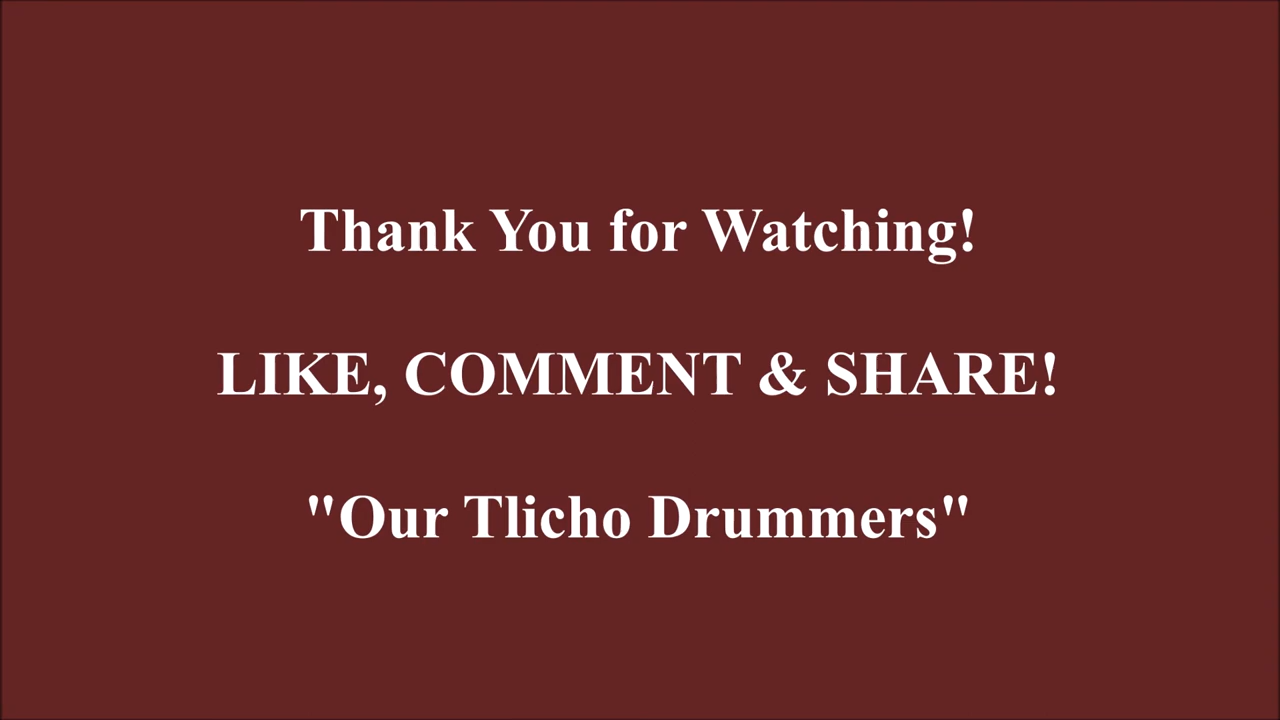 Thank You for Watching!
LIKE, COMMENT & SHARE!
"Our Tlicho Drummers"